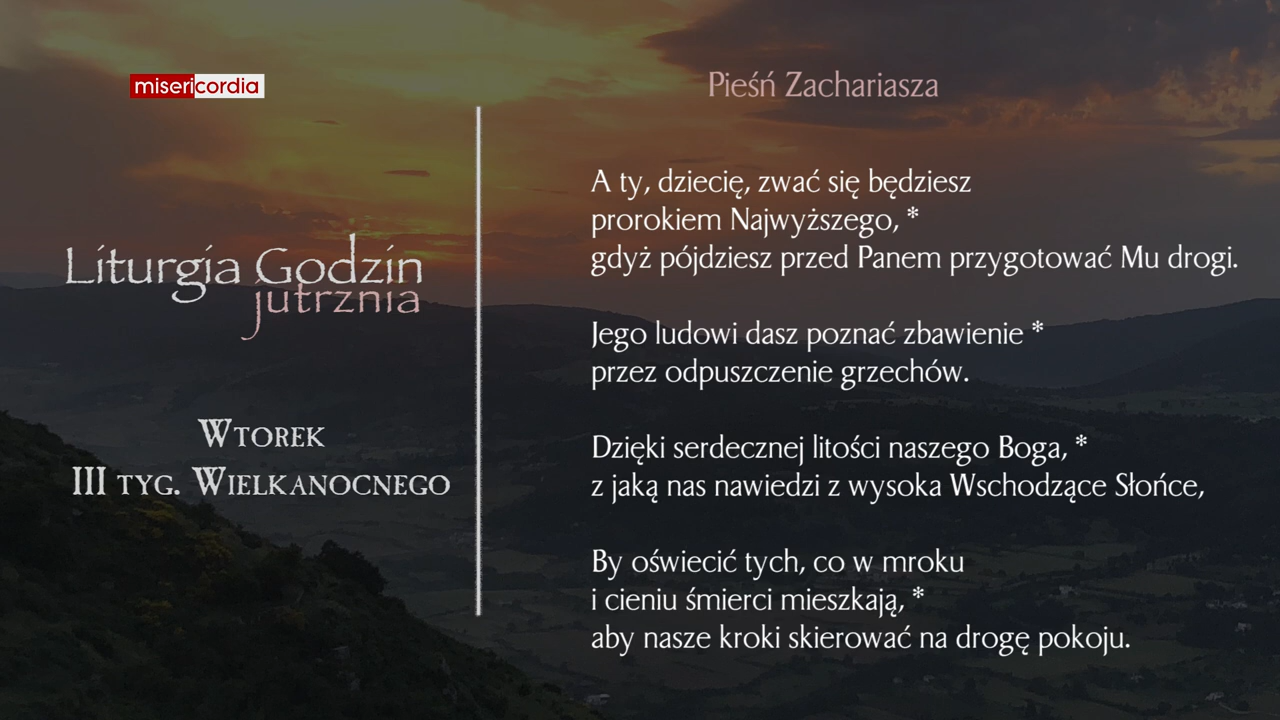 misericordia
Liturgia Godzin
jutrznia
Wtorek
III tyg. Wielkanocnego
Pieśń Zachariasza
A ty, dziecię, zwać się będziesz
prorokiem Najwyższego, *
gdyż pójdziesz przed Panem przygotować Mu drogi.
Jego ludowi dasz poznać zbawienie *
przez odpuszczenie grzechów.
Dzięki serdecznej litości naszego Boga, *
z jaką nas nawiedzi z wysoka Wschodzące Słońce,
By oświecić tych, co w mroku
i cieniu śmierci mieszkają, *
aby nasze kroki skierować na drogę pokoju.